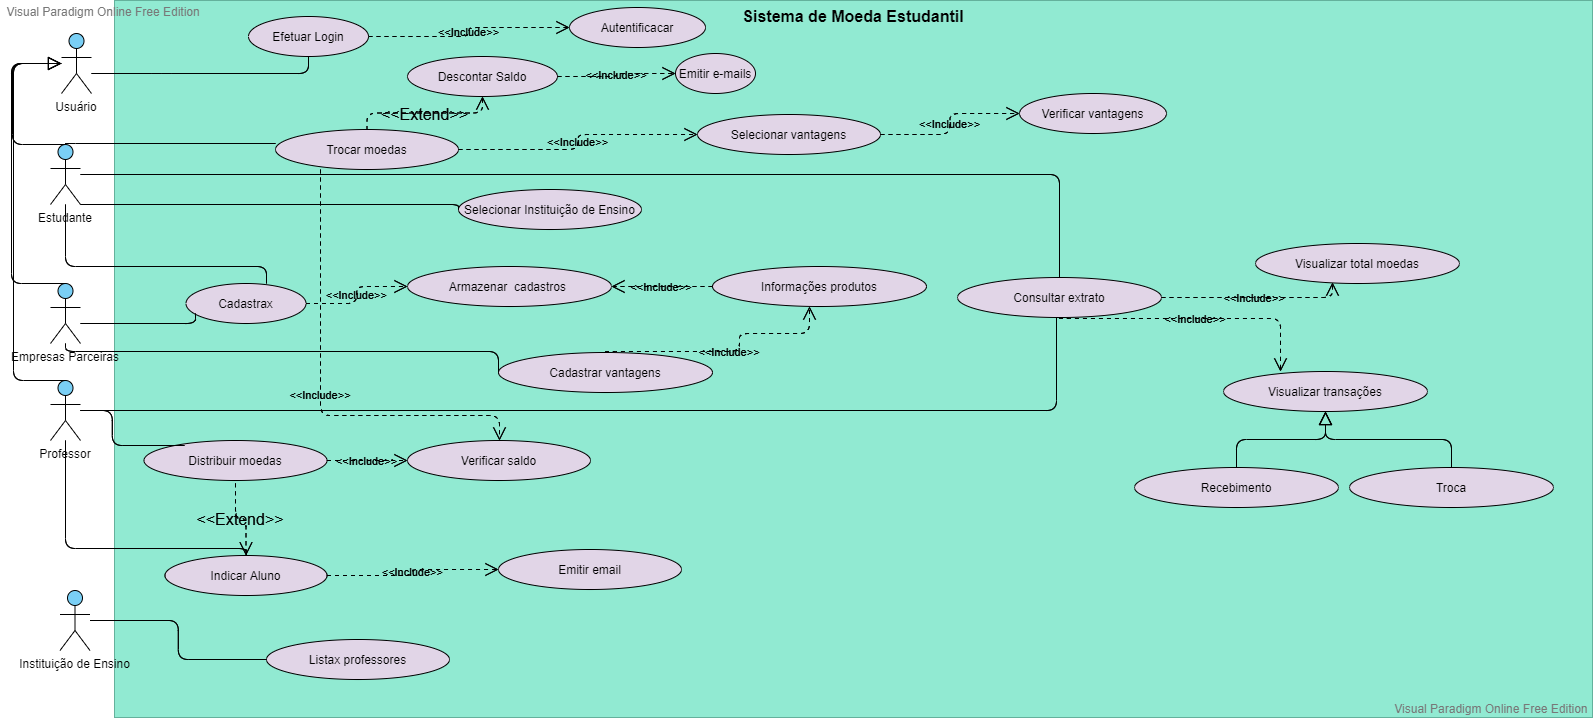 Visual Paradigm Online Free Edition
Sistema de Moeda Estudantil
Efetuar Login
<<Include>>
Autentificacar
Usuário
Descontar Saldo
<<Include>>
Emitir e-mails
<<Extend>>
Trocar moedas
<<Include>>
Selecionar vantagens
<<Include>>
Verificar vantagens
Estudante
Selecionar Instituição de Ensino
Cadastrax
<<Include>>
Armazenar cadastros
<<Include>>
Informações produtos
Consultar extrato
<<Include>>
Visualizar total moedas
<<Include>>
Empresas Parceiras
Cadastrar vantagens
<<Include>>
Visualizar transações
<<Include>>
Professor
Distribuir moedas
<<Include>>
Verificar saldo
Recebimento
Troca
<<Extend>>
Indicar Aluno
<<Include>>
Emitir email
Instituição de Ensino
Listax professores
Visual Paradigm Online Free Edition